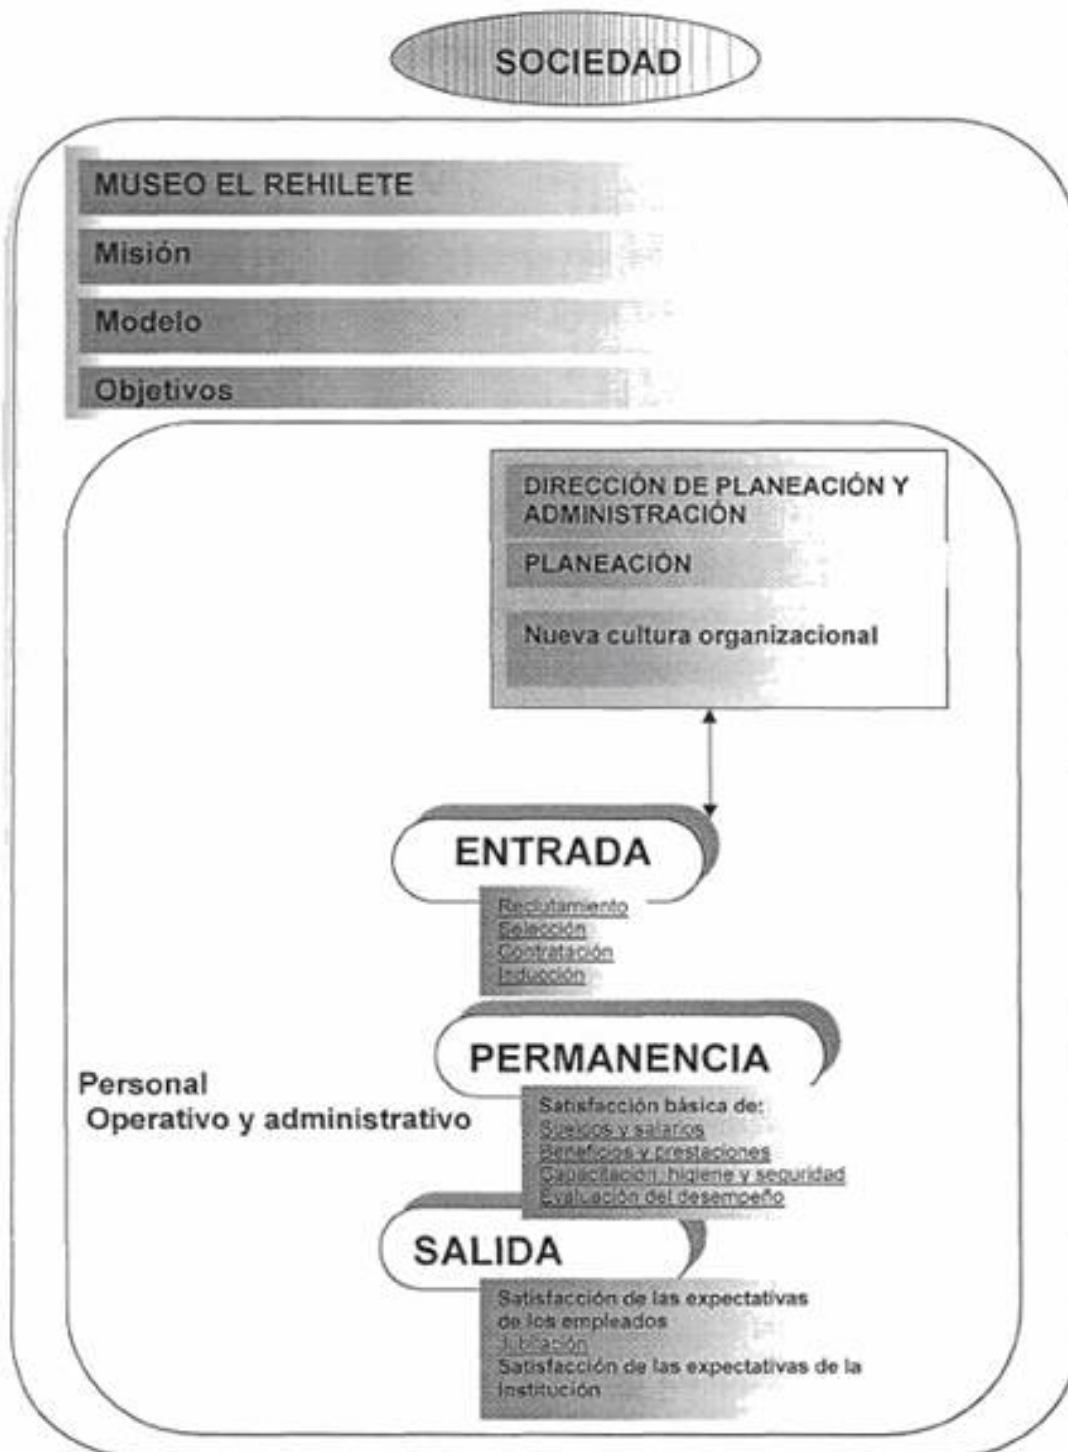 SOCIEDAD
MUSEO EL REHILETE
Misión
Modelo
Objetivos
DIRECCIÓN DE PLANEACIÓN Y
ADMINISTRACIÓN
PLANEACIÓN
Nueva cultura organizacional
ENTRADA
Reclutamiento
Selección
Contratación
Inducción
PERMANENCIA
Personal
Operativo y administrativo
Satisfacción básica de:
Sueldos y salarios
Beneficios y prestaciones
Capacitación, higiene y seguridad
Evaluación del desempeño
SALIDA
Satisfacción de las expectativas
de los empleados
Jubilación
Satisfacción de las expectativas de la
Institución